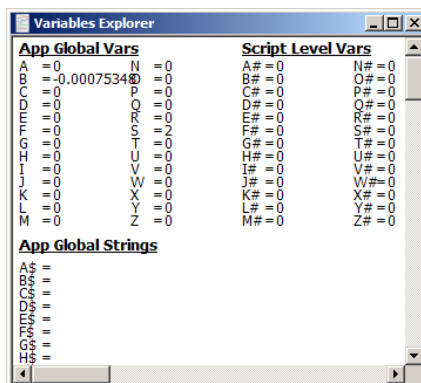 Variables Explorer
App Global Vars Script Level Vars
A =0 N =0 A# =0 N# =0
B =-0.00075348 O =0 B# =0 O# =0
C =0 P =0 C# =0 P# =0
D =0 Q =0 D# =0 Q# =0
E =0 R =0 E# =0 R# =0
F =0 S =2 F# =0 S# =0
G =0 T =0 G# =0 T# =0
H =0 U =0 H# =0 U# =0
I =0 V =0 I# =0 V# =0
J =0 W =0 J# =0 W# =0
K =0 X =0 K# =0 X# =0
L =0 Y =0 L# =0 Y# =0
M =0 Z =0 M# =0 Z# =0
App Global Strings
A$ =
B$ =
C$ =
D$ =
E$ =
F$ =
G$ =
H$ =